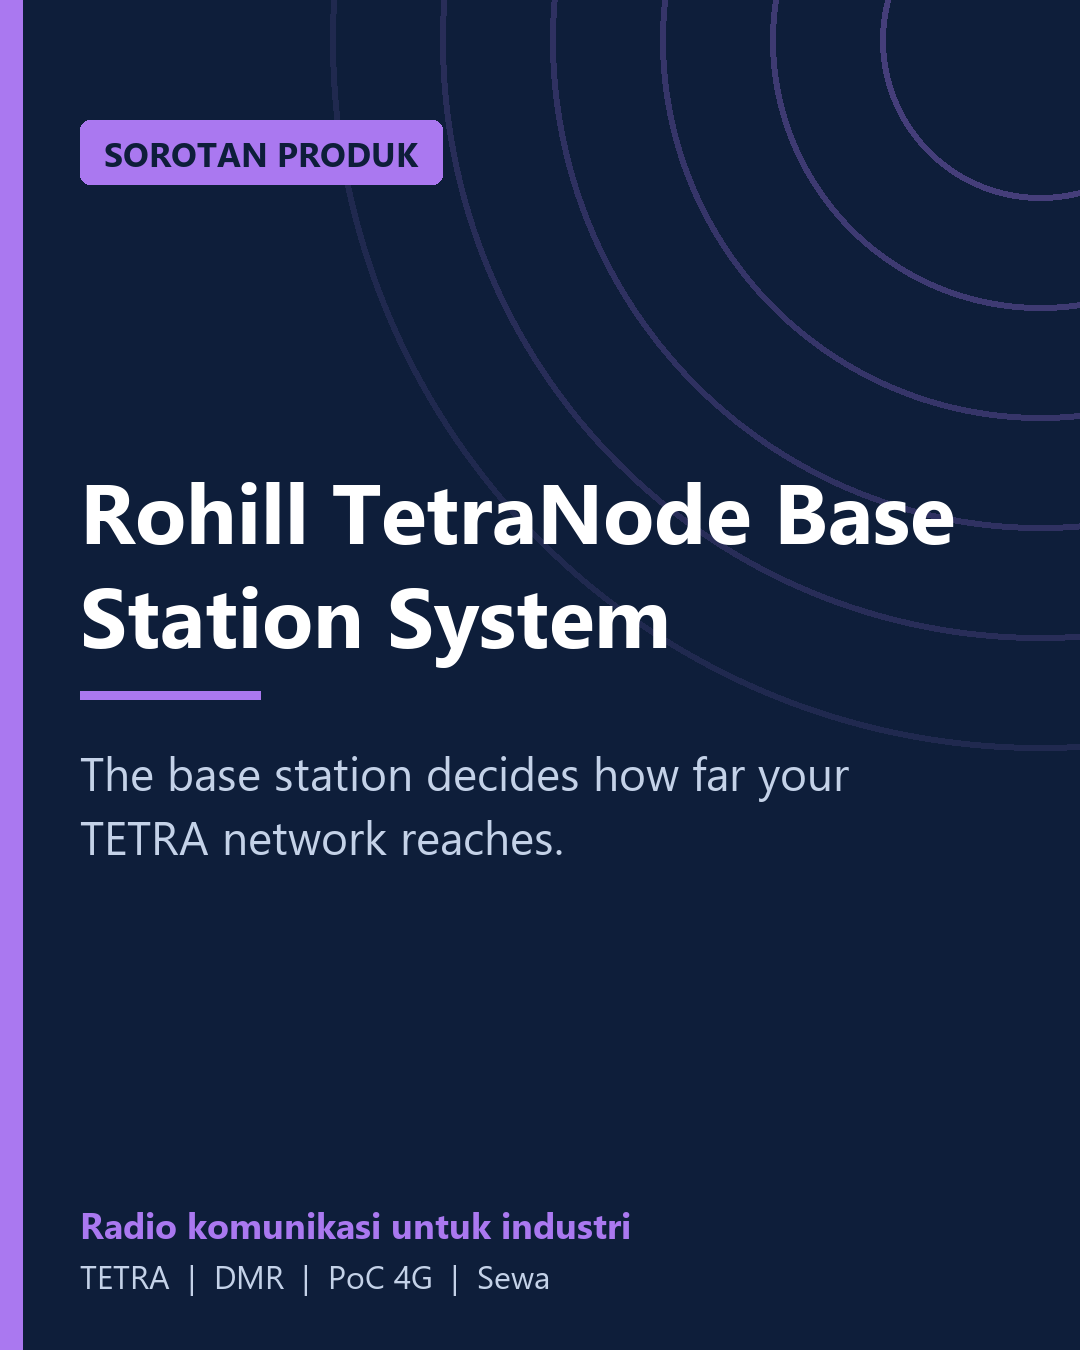 SOROTAN PRODUK
Rohill TetraNode Base
Station System
The base station decides how far your
TETRA network reaches.
Radio komunikasi untuk industri
TETRA | DMR | PoC 4G | Sewa